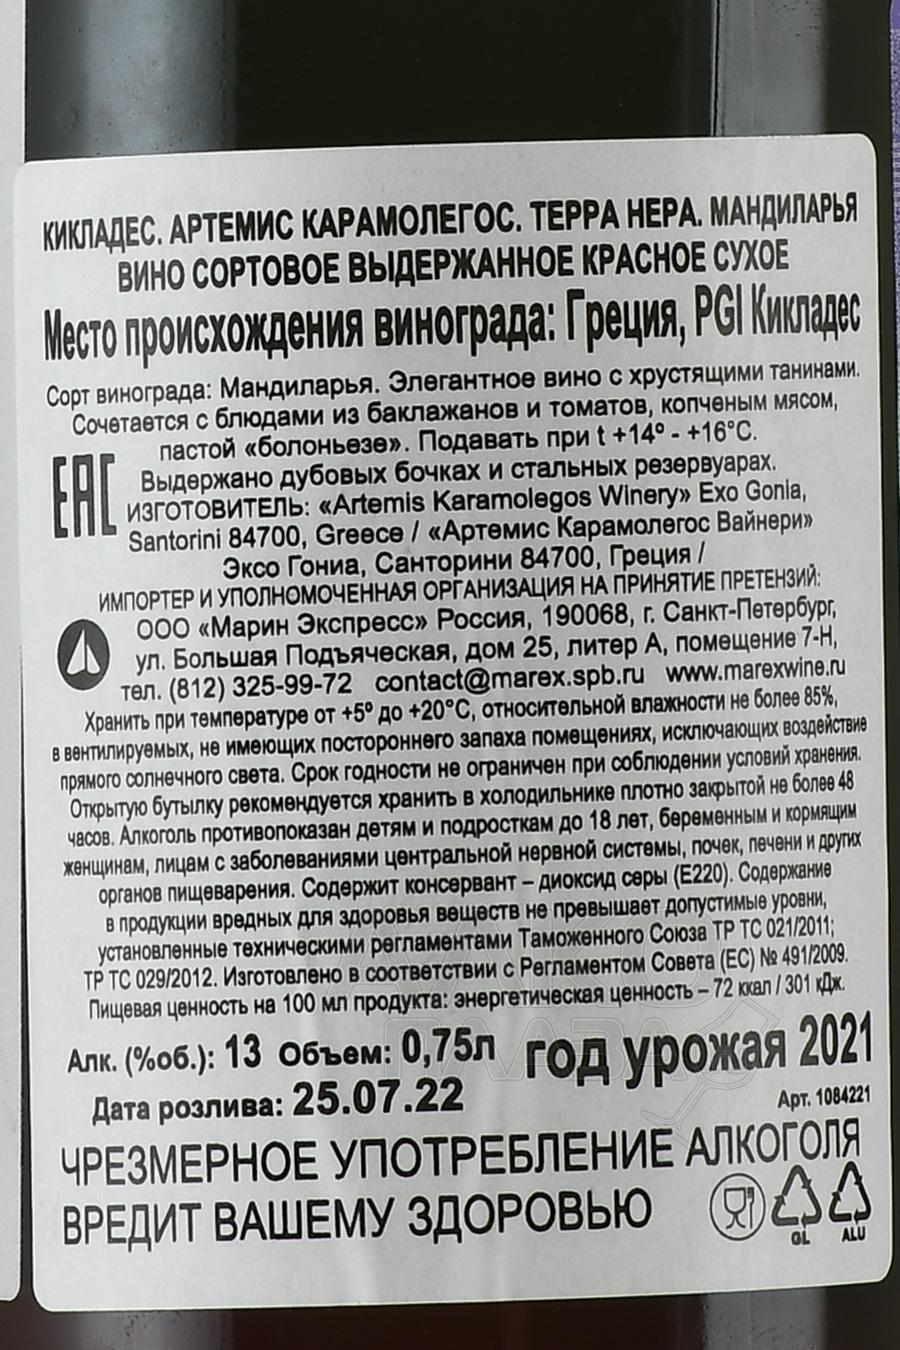 КИКЛАДЕС. АРТЕМИС КАРАМОЛЕГОС. ТЕРРА НЕРА. МАНДИЛАРЬЯ
ВИНО СОРТОВОЕ ВЫДЕРЖАННОЕ КРАСНОЕ СУХОЕ
Место происхождения винограда: Греция, PGI Кикладес
Сорт винограда: Мандиларья. Элегантное вино с хрустящими танинами.
Сочетается с блюдами из баклажанов и томатов, копченым мясом,
пастой «болоньезе». Подавать при t +14° - +16°С.
Выдержано дубовых бочках и стальных резервуарах.
EAC
ИЗГОТОВИТЕЛЬ: «Artemis Karamolegos Winery» Exo Gonia,
Santorini 84700, Greece / «Артемис Карамолегос Вайнери»
Эксо Гониа, Санторини 84700, Греция /
ИМПОРТЕР И УПОЛНОМОЧЕННАЯ ОРГАНИЗАЦИЯ НА ПРИНЯТИЕ ПРЕТЕНЗИЙ:
ООО «Марин Экспресс» Россия, 190068, г. Санкт-Петербург,
ул. Большая Подъяческая, дом 25, литер А, помещение 7-Н,
тел. (812) 325-99-72 contact@marex.spb.ru www.marexwine.ru
Хранить при температуре от +5° до +20°С, относительной влажности не более 85%,
в вентилируемых, не имеющих постороннего запаха помещениях, исключающих воздействие
прямого солнечного света. Срок годности не ограничен при соблюдении условий хранения.
Открытую бутылку рекомендуется хранить в холодильнике плотно закрытой не более 48
часов. Алкоголь противопоказан детям и подросткам до 18 лет, беременным и кормящим
женщинам, лицам с заболеваниями центральной нервной системы, почек, печени и других
органов пищеварения. Содержит консервант – диоксид серы (Е220). Содержание
в продукции вредных для здоровья веществ не превышает допустимые уровни,
установленные техническими регламентами Таможенного Союза ТР ТС 021/2011;
ТР ТС 029/2012. Изготовлено в соответствии с Регламентом Совета (ЕС) № 491/2009.
Пищевая ценность на 100 мл продукта: энергетическая ценность – 72 ккал / 301 кДж.
Алк. (%об.): 13 Объем: 0,75л год урожая 2021
Дата розлива: 25.07.22 Арт. 1084221
ЧРЕЗМЕРНОЕ УПОТРЕБЛЕНИЕ АЛКОГОЛЯ
ВРЕДИТ ВАШЕМУ ЗДОРОВЬЮ
GL ALU